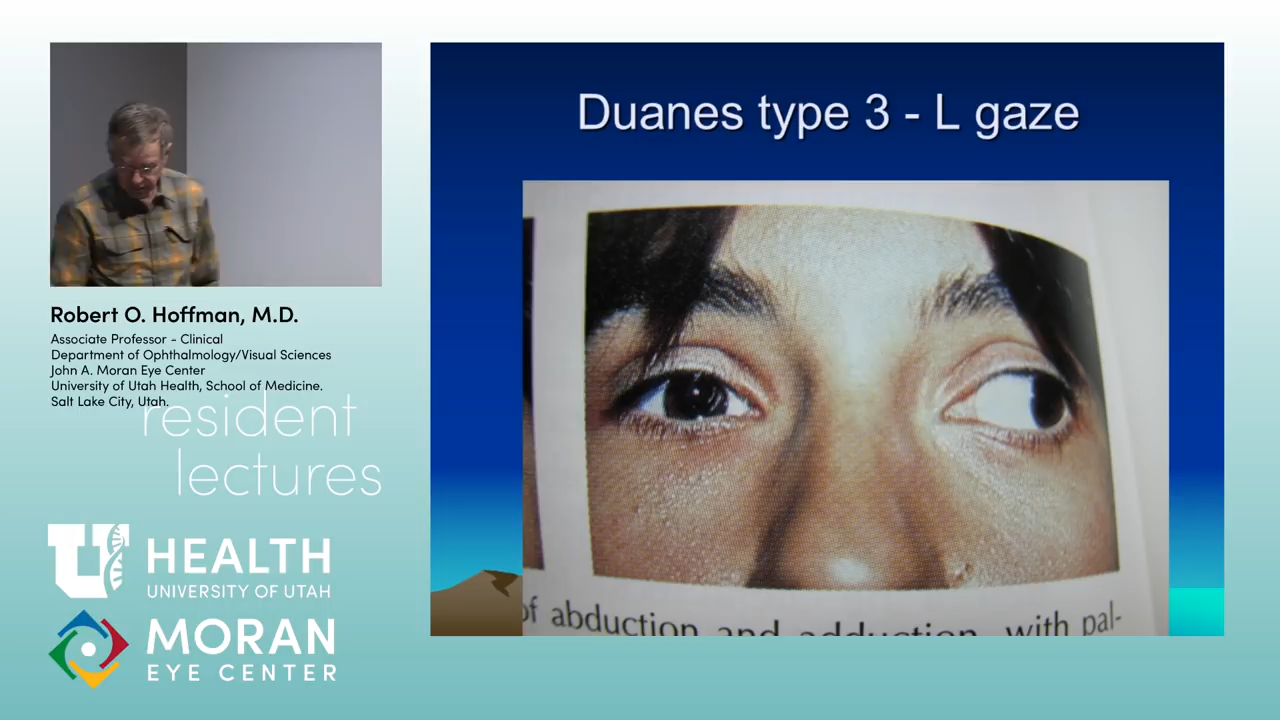 Duanes type 3 - L gaze
of abduction and adduction, with pal-
Robert O. Hoffman, M.D.
Associate Professor - Clinical
Department of Ophthalmology/Visual Sciences
John A. Moran Eye Center
University of Utah Health, School of Medicine.
Salt Lake City, Utah.
resident
lectures
U HEALTH
UNIVERSITY OF UTAH
MORAN
EYE CENTER